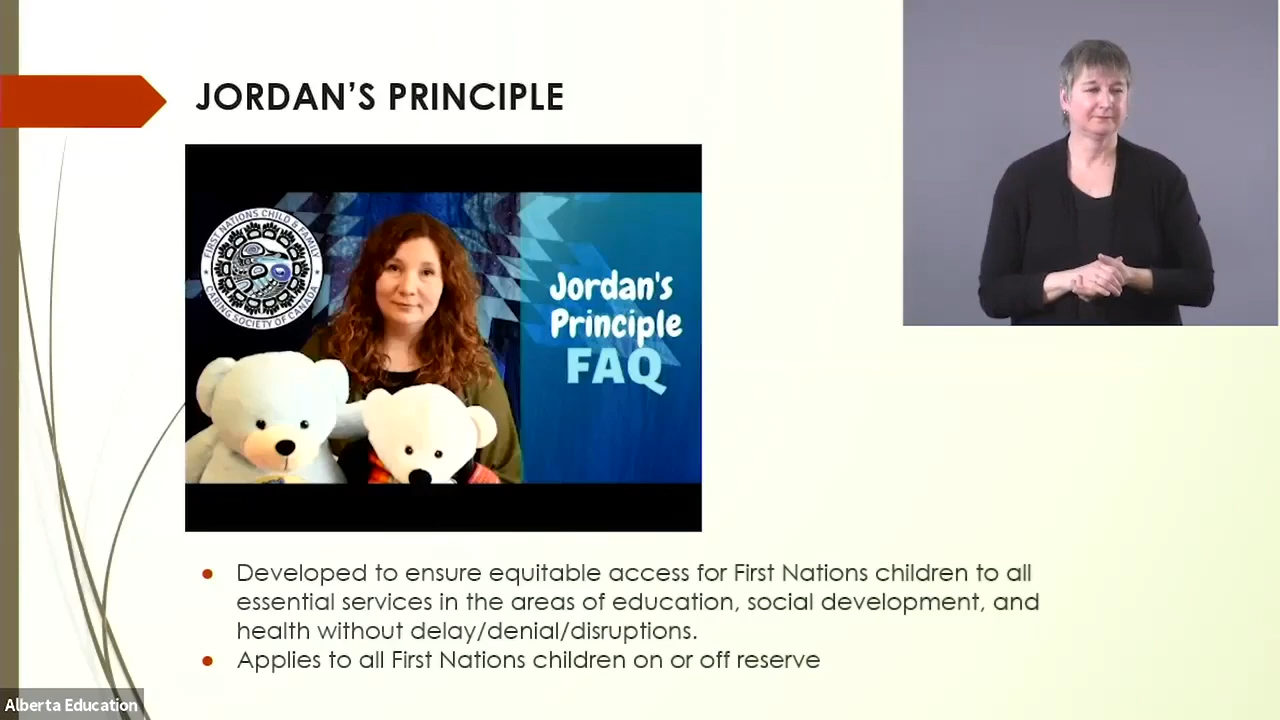 JORDAN'S PRINCIPLE
FIRST NATIONS CHILD & FAMILY
CARING SOCIETY OF CANADA
Jordan's
Principle
FAQ
Developed to ensure equitable access for First Nations children to all
essential services in the areas of education, social development, and
health without delay/denial/disruptions.
Applies to all First Nations children on or off reserve
Alberta Education